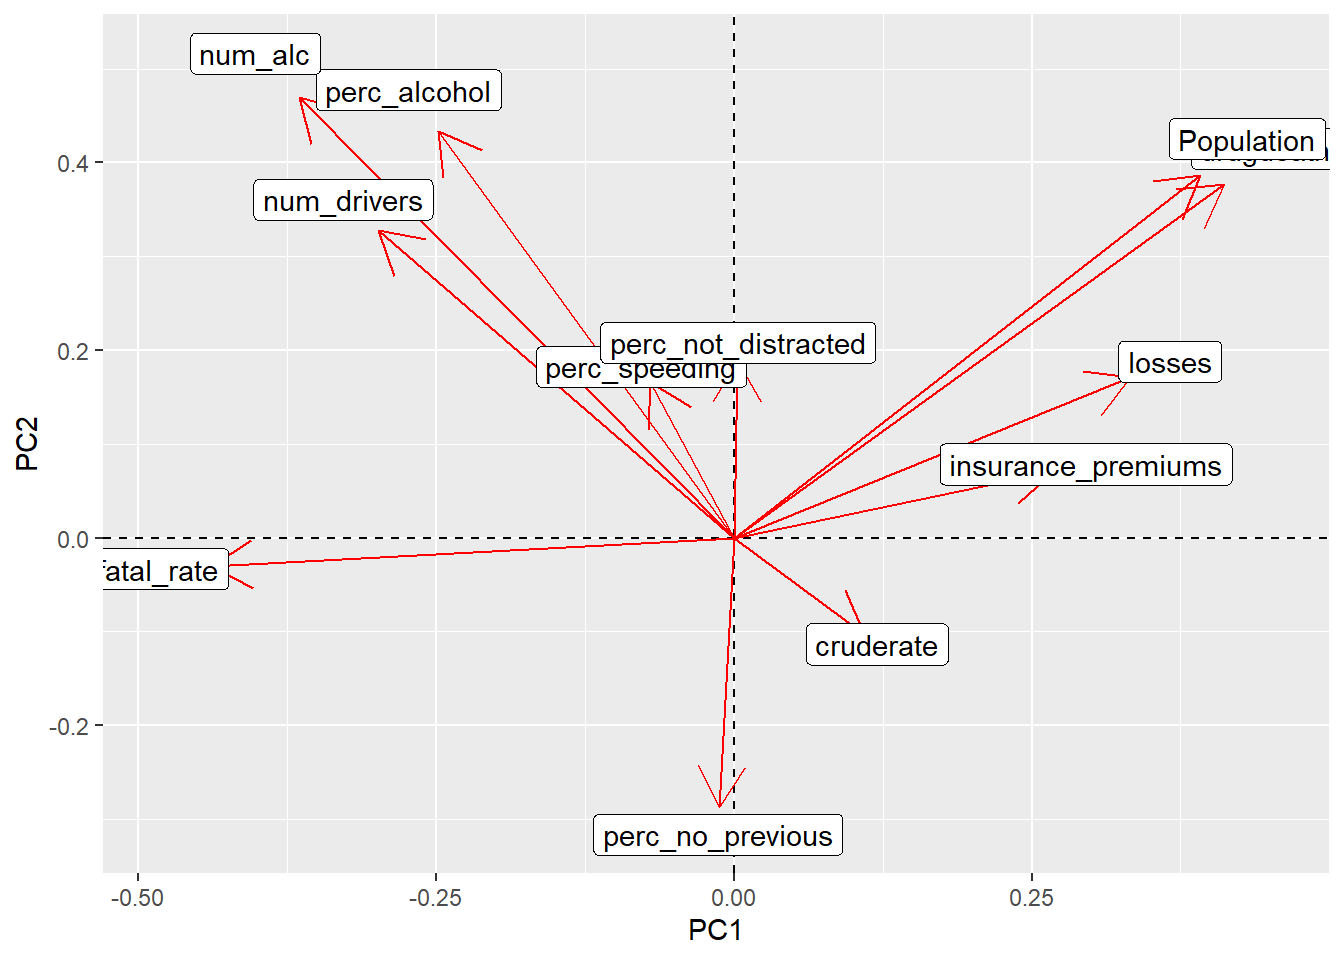 num_alc
perc_alcohol
Population
num_drivers
perc_not_distracted
perc_speeding
losses
insurance_premiums
fatal_rate
cruderate
perc_no_previous
0.4
0.2
0.0
-0.2
PC2
-0.50
-0.25
0.00
0.25
PC1